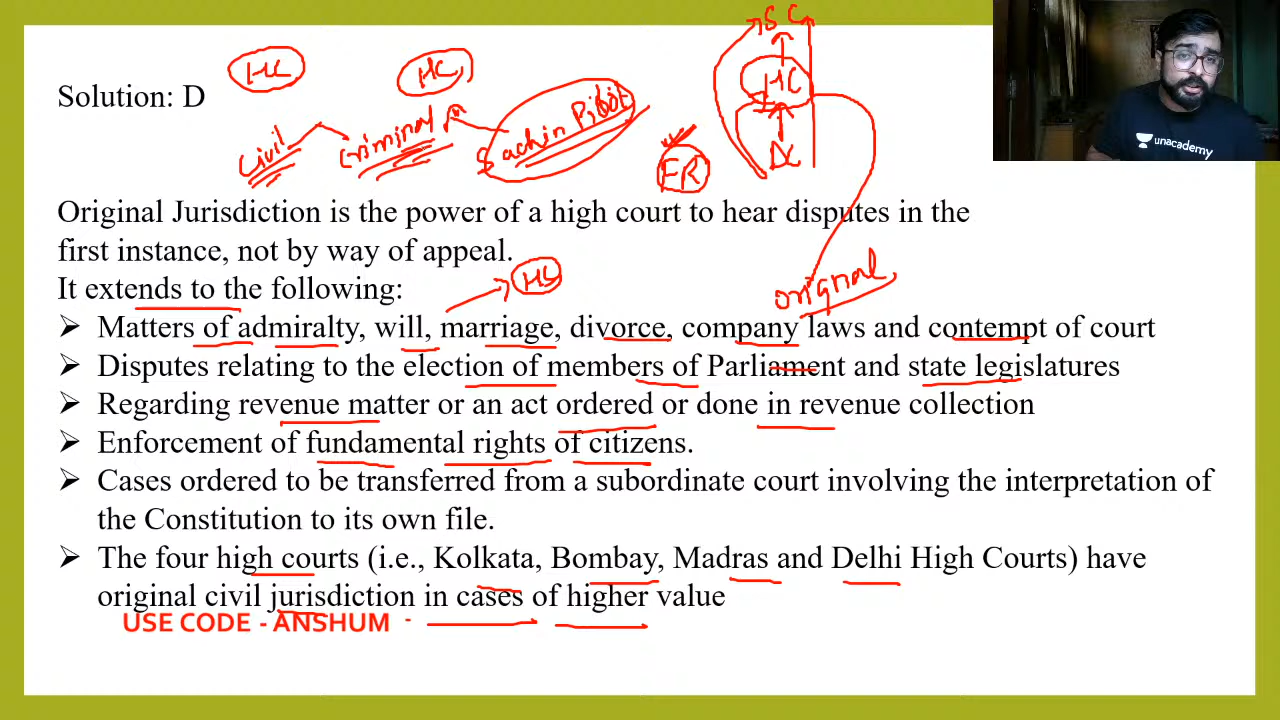 S C
HC
HC
HC
Solution: D
Civil
Criminal
Sachin Pilot
DC
FR
unacademy
Original Jurisdiction is the power of a high court to hear disputes in the
first instance, not by way of appeal.
HC
original
It extends to the following:
➤ Matters of admiralty, will, marriage, divorce, company laws and contempt of court
➤ Disputes relating to the election of members of Parliament and state legislatures
➤ Regarding revenue matter or an act ordered or done in revenue collection
➤ Enforcement of fundamental rights of citizens.
➤ Cases ordered to be transferred from a subordinate court involving the interpretation of
the Constitution to its own file.
➤ The four high courts (i.e., Kolkata, Bombay, Madras and Delhi High Courts) have
original civil jurisdiction in cases of higher value
USE CODE - ANSHUM